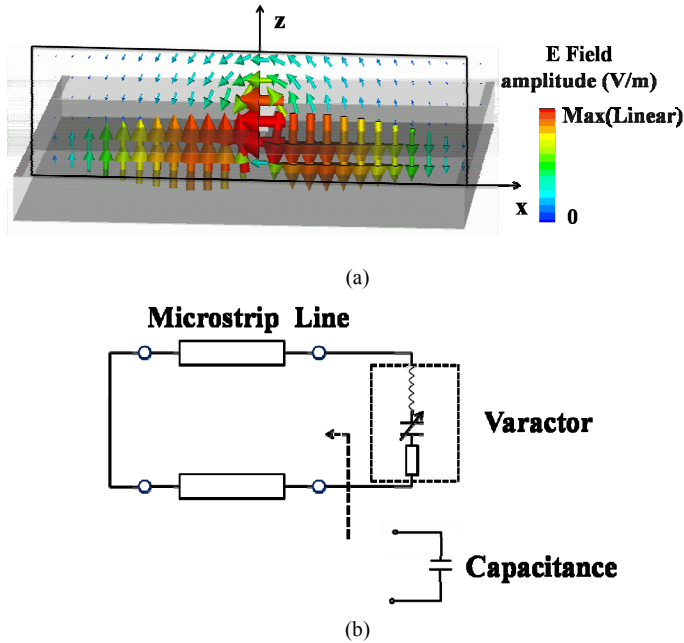 z
E Field
amplitude (V/m)
Max(Linear)
0
x
(a)
Microstrip Line
Varactor
Capacitance
(b)